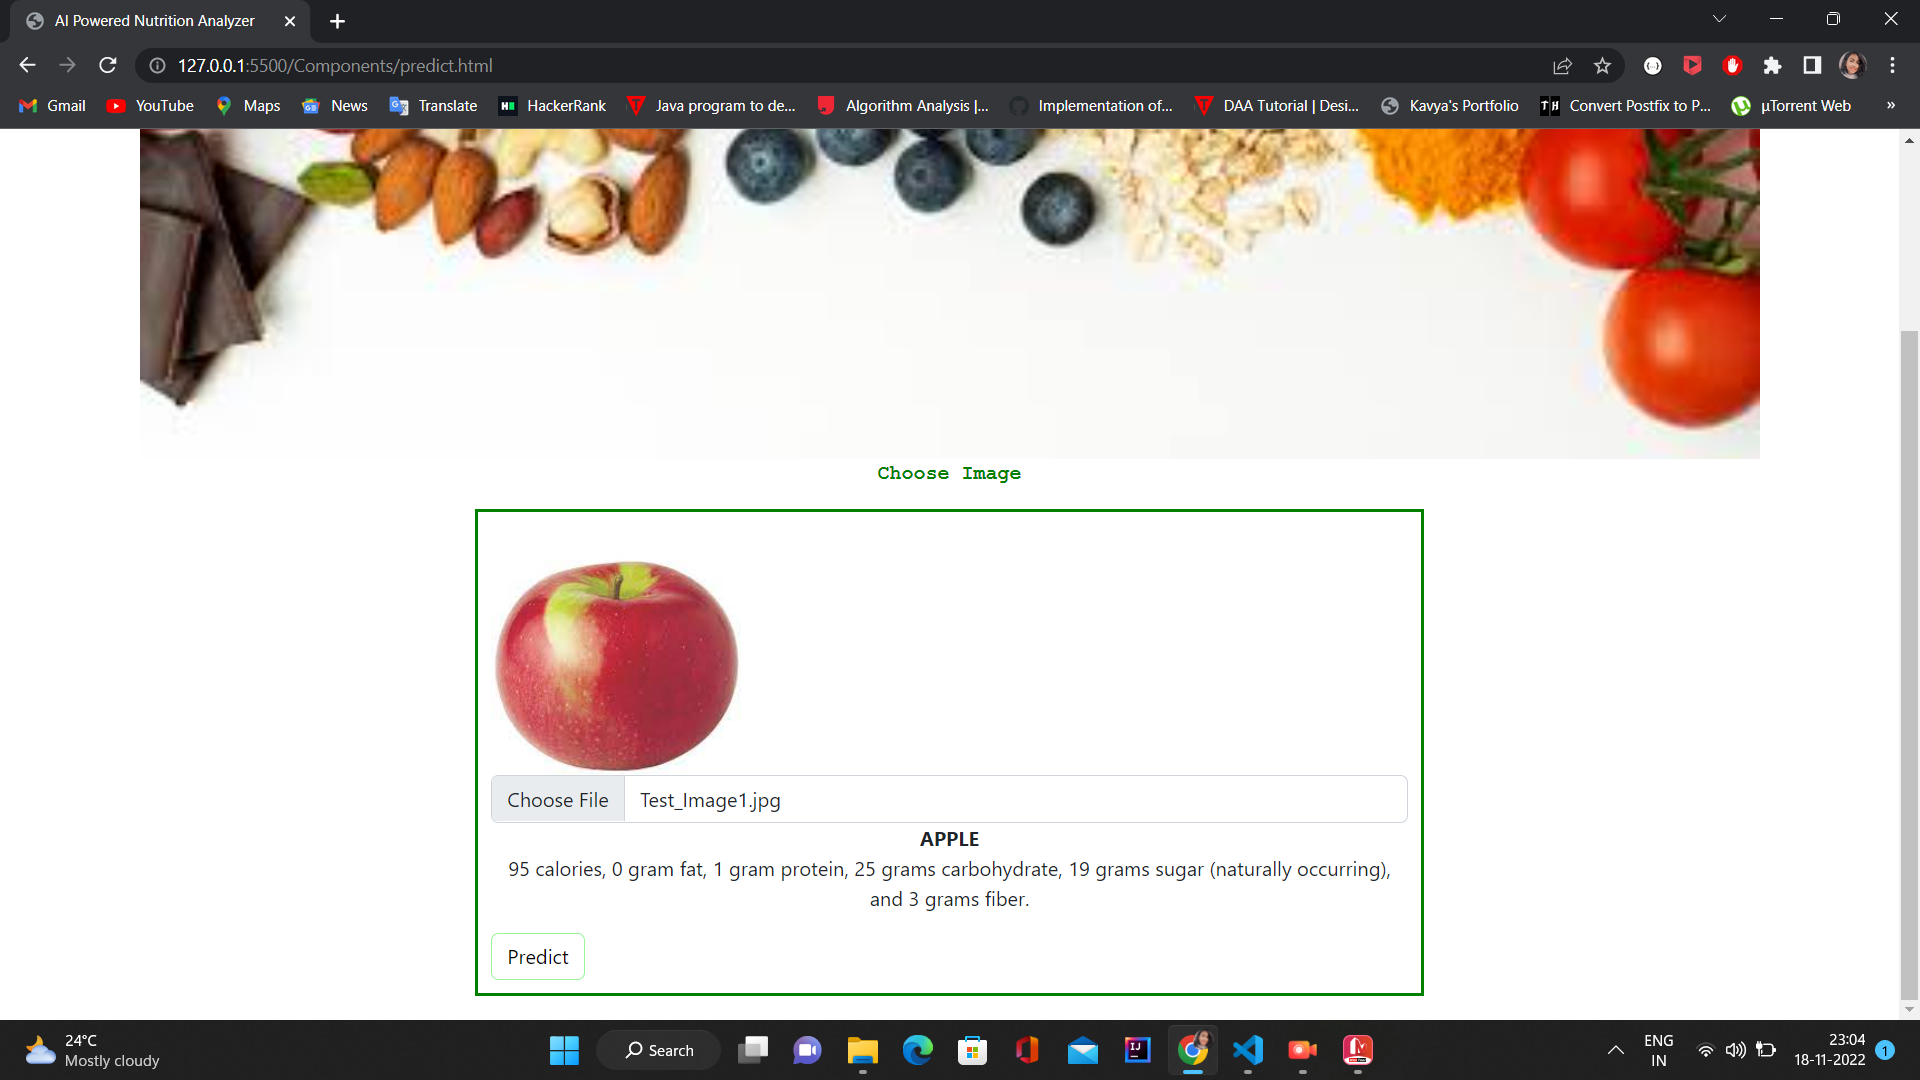 AI Powered Nutrition Analyzer
127.0.0.1:5500/Components/predict.html
Gmail YouTube Maps News Translate HackerRank Java program to de... Algorithm Analysis |... Implementation of... DAA Tutorial | Desi... Kavya's Portfolio Convert Postfix to P... µTorrent Web »
Choose Image
Choose File Test_Image1.jpg
APPLE
95 calories, 0 gram fat, 1 gram protein, 25 grams carbohydrate, 19 grams sugar (naturally occurring),
and 3 grams fiber.
Predict
24°C
Mostly cloudy
Search
ENG
IN
23:04
18-11-2022
1